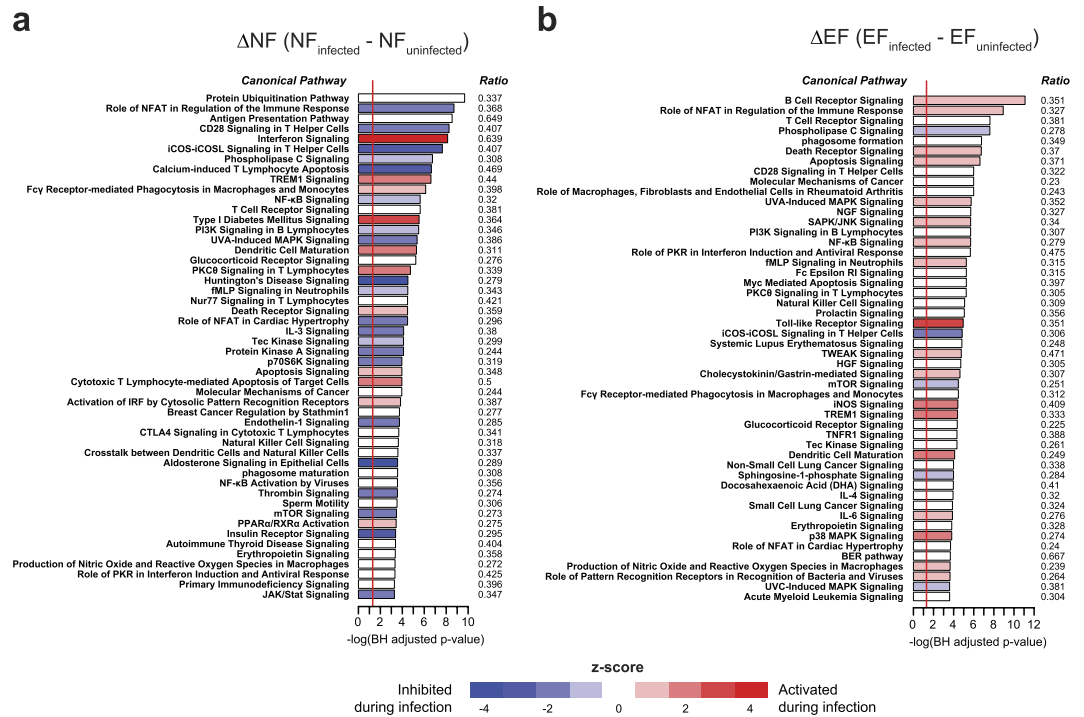 a
ΔNF (NFinfected - NFuninfected)
Canonical Pathway Ratio
Protein Ubiquitination Pathway 0.337
Role of NFAT in Regulation of the Immune Response 0.368
Antigen Presentation Pathway 0.649
CD28 Signaling in T Helper Cells 0.407
Interferon Signaling 0.639
iCOS-iCOSL Signaling in T Helper Cells 0.407
Phospholipase C Signaling 0.308
Calcium-induced T Lymphocyte Apoptosis 0.469
TREM1 Signaling 0.44
Fcγ Receptor-mediated Phagocytosis in Macrophages and Monocytes 0.398
NF-κB Signaling 0.32
T Cell Receptor Signaling 0.381
Type I Diabetes Mellitus Signaling 0.364
PI3K Signaling in B Lymphocytes 0.346
UVA-Induced MAPK Signaling 0.386
Dendritic Cell Maturation 0.311
Glucocorticoid Receptor Signaling 0.276
PKCθ Signaling in T Lymphocytes 0.339
Huntington's Disease Signaling 0.279
fMLP Signaling in Neutrophils 0.343
Nur77 Signaling in T Lymphocytes 0.421
Death Receptor Signaling 0.359
Role of NFAT in Cardiac Hypertrophy 0.296
IL-3 Signaling 0.38
Tec Kinase Signaling 0.299
Protein Kinase A Signaling 0.244
p70S6K Signaling 0.319
Apoptosis Signaling 0.348
Cytotoxic T Lymphocyte-mediated Apoptosis of Target Cells 0.5
Molecular Mechanisms of Cancer 0.244
Activation of IRF by Cytosolic Pattern Recognition Receptors 0.387
Breast Cancer Regulation by Stathmin1 0.277
Endothelin-1 Signaling 0.285
CTLA4 Signaling in Cytotoxic T Lymphocytes 0.341
Natural Killer Cell Signaling 0.318
Crosstalk between Dendritic Cells and Natural Killer Cells 0.337
Aldosterone Signaling in Epithelial Cells 0.289
phagosome maturation 0.308
NF-κB Activation by Viruses 0.356
Thrombin Signaling 0.274
Sperm Motility 0.306
mTOR Signaling 0.273
PPARα/RXRα Activation 0.275
Insulin Receptor Signaling 0.295
Autoimmune Thyroid Disease Signaling 0.404
Erythropoietin Signaling 0.358
Production of Nitric Oxide and Reactive Oxygen Species in Macrophages 0.272
Role of PKR in Interferon Induction and Antiviral Response 0.425
Primary Immunodeficiency Signaling 0.396
JAK/Stat Signaling 0.347
0 2 4 6 8 10
-log(BH adjusted p-value)
b
ΔEF (EFinfected - EFuninfected)
Canonical Pathway Ratio
B Cell Receptor Signaling 0.351
Role of NFAT in Regulation of the Immune Response 0.327
T Cell Receptor Signaling 0.381
Phospholipase C Signaling 0.278
phagosome formation 0.349
Death Receptor Signaling 0.37
Apoptosis Signaling 0.371
CD28 Signaling in T Helper Cells 0.322
Molecular Mechanisms of Cancer 0.23
Role of Macrophages, Fibroblasts and Endothelial Cells in Rheumatoid Arthritis 0.243
UVA-Induced MAPK Signaling 0.352
NGF Signaling 0.327
SAPK/JNK Signaling 0.34
PI3K Signaling in B Lymphocytes 0.307
NF-κB Signaling 0.279
Role of PKR in Interferon Induction and Antiviral Response 0.475
fMLP Signaling in Neutrophils 0.315
Fc Epsilon RI Signaling 0.315
Myc Mediated Apoptosis Signaling 0.397
PKCθ Signaling in T Lymphocytes 0.305
Natural Killer Cell Signaling 0.309
Prolactin Signaling 0.356
Toll-like Receptor Signaling 0.351
iCOS-iCOSL Signaling in T Helper Cells 0.306
Systemic Lupus Erythematosus Signaling 0.248
TWEAK Signaling 0.471
HGF Signaling 0.305
Cholecystokinin/Gastrin-mediated Signaling 0.307
mTOR Signaling 0.251
Fcγ Receptor-mediated Phagocytosis in Macrophages and Monocytes 0.312
iNOS Signaling 0.409
TREM1 Signaling 0.333
Glucocorticoid Receptor Signaling 0.225
TNFR1 Signaling 0.388
Tec Kinase Signaling 0.261
Dendritic Cell Maturation 0.249
Non-Small Cell Lung Cancer Signaling 0.338
Sphingosine-1-phosphate Signaling 0.284
Docosahexaenoic Acid (DHA) Signaling 0.41
IL-4 Signaling 0.32
Small Cell Lung Cancer Signaling 0.324
IL-6 Signaling 0.276
Erythropoietin Signaling 0.328
p38 MAPK Signaling 0.274
Role of NFAT in Cardiac Hypertrophy 0.24
BER pathway 0.667
Production of Nitric Oxide and Reactive Oxygen Species in Macrophages 0.239
Role of Pattern Recognition Receptors in Recognition of Bacteria and Viruses 0.264
UVC-Induced MAPK Signaling 0.381
Acute Myeloid Leukemia Signaling 0.304
0 2 4 6 8 10 12
-log(BH adjusted p-value)
z-score
Inhibited
during infection
-4 -2 0 2 4
Activated
during infection